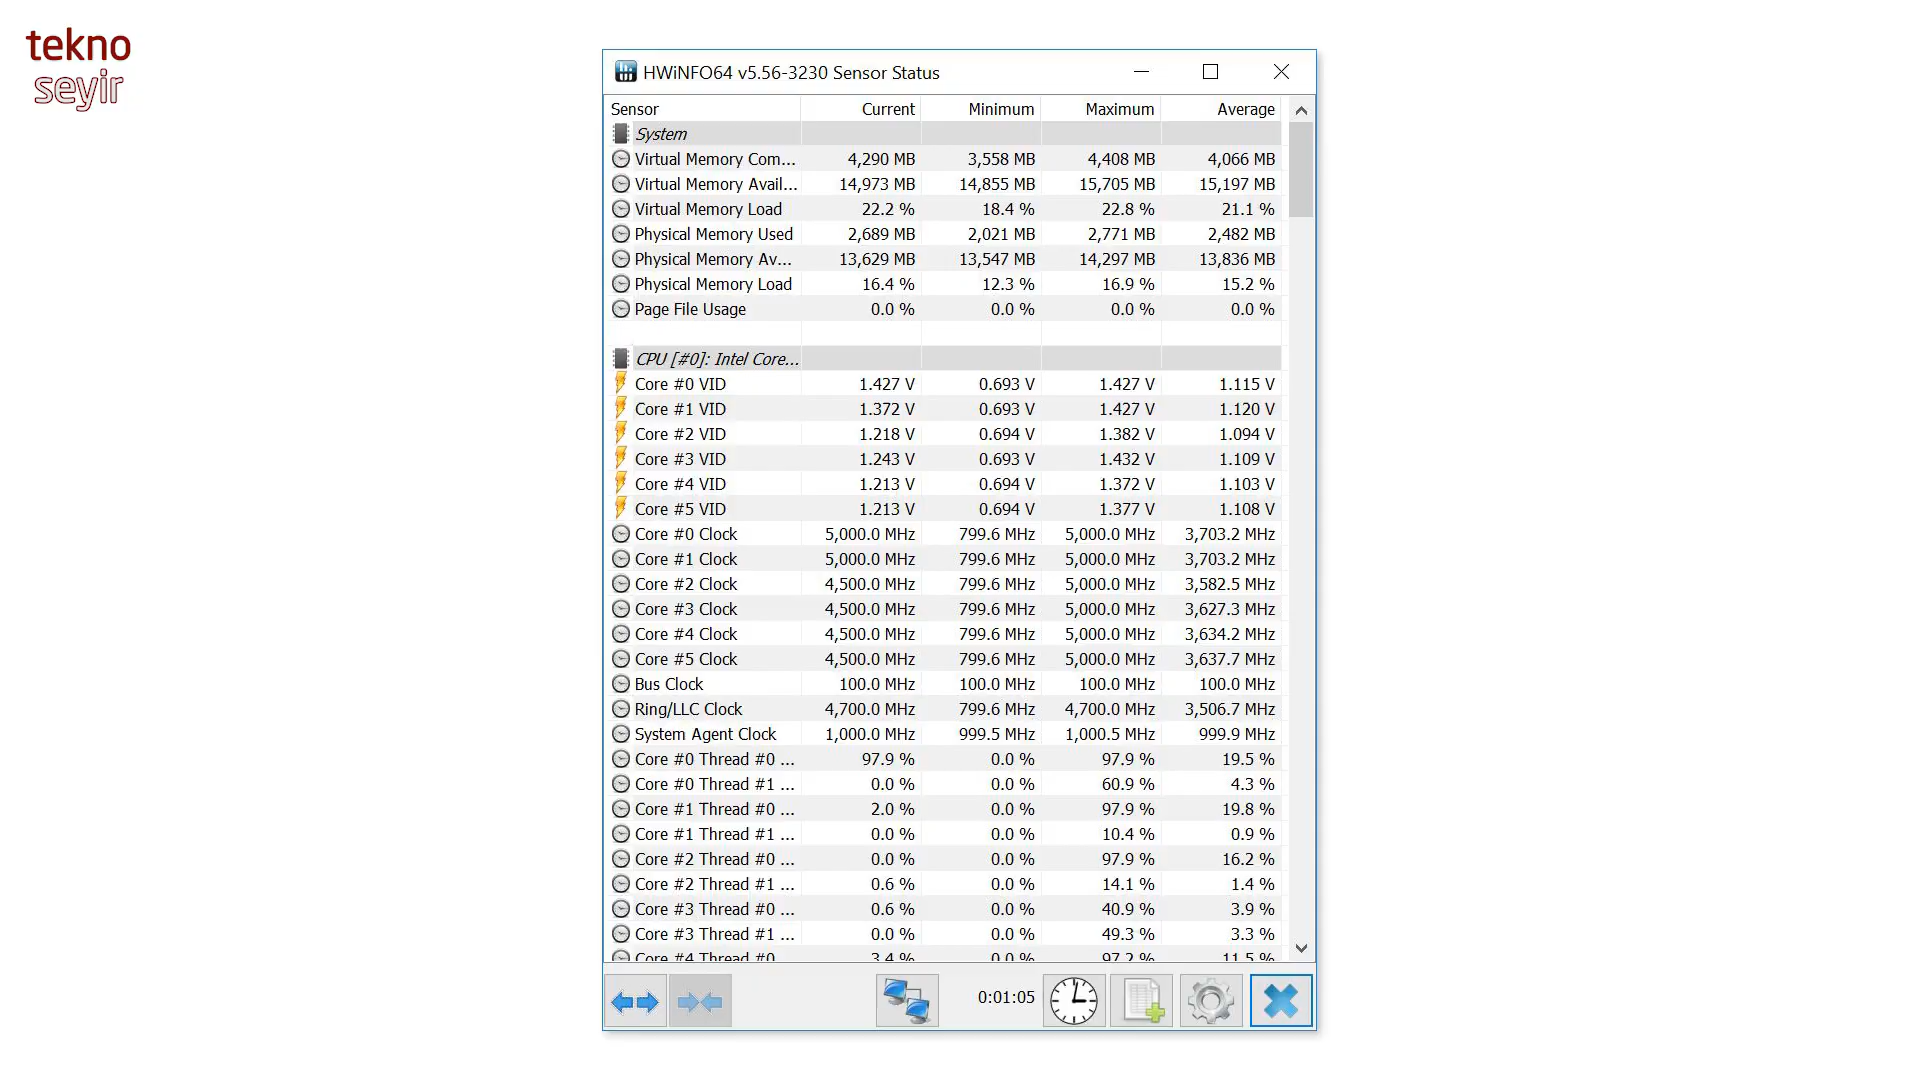 tekno
seyir
HWiNFO64 v5.56-3230 Sensor Status
Sensor Current Minimum Maximum Average
System
Virtual Memory Com... 4,290 MB 3,558 MB 4,408 MB 4,066 MB
Virtual Memory Avail... 14,973 MB 14,855 MB 15,705 MB 15,197 MB
Virtual Memory Load 22.2 % 18.4 % 22.8 % 21.1 %
Physical Memory Used 2,689 MB 2,021 MB 2,771 MB 2,482 MB
Physical Memory Av... 13,629 MB 13,547 MB 14,297 MB 13,836 MB
Physical Memory Load 16.4 % 12.3 % 16.9 % 15.2 %
Page File Usage 0.0 % 0.0 % 0.0 % 0.0 %
CPU [#0]: Intel Core...
Core #0 VID 1.427 V 0.693 V 1.427 V 1.115 V
Core #1 VID 1.372 V 0.693 V 1.427 V 1.120 V
Core #2 VID 1.218 V 0.694 V 1.382 V 1.094 V
Core #3 VID 1.243 V 0.693 V 1.432 V 1.109 V
Core #4 VID 1.213 V 0.694 V 1.372 V 1.103 V
Core #5 VID 1.213 V 0.694 V 1.377 V 1.108 V
Core #0 Clock 5,000.0 MHz 799.6 MHz 5,000.0 MHz 3,703.2 MHz
Core #1 Clock 5,000.0 MHz 799.6 MHz 5,000.0 MHz 3,703.2 MHz
Core #2 Clock 4,500.0 MHz 799.6 MHz 5,000.0 MHz 3,582.5 MHz
Core #3 Clock 4,500.0 MHz 799.6 MHz 5,000.0 MHz 3,627.3 MHz
Core #4 Clock 4,500.0 MHz 799.6 MHz 5,000.0 MHz 3,634.2 MHz
Core #5 Clock 4,500.0 MHz 799.6 MHz 5,000.0 MHz 3,637.7 MHz
Bus Clock 100.0 MHz 100.0 MHz 100.0 MHz 100.0 MHz
Ring/LLC Clock 4,700.0 MHz 799.6 MHz 4,700.0 MHz 3,506.7 MHz
System Agent Clock 1,000.0 MHz 999.5 MHz 1,000.5 MHz 999.9 MHz
Core #0 Thread #0 ... 97.9 % 0.0 % 97.9 % 19.5 %
Core #0 Thread #1 ... 0.0 % 0.0 % 60.9 % 4.3 %
Core #1 Thread #0 ... 2.0 % 0.0 % 97.9 % 19.8 %
Core #1 Thread #1 ... 0.0 % 0.0 % 10.4 % 0.9 %
Core #2 Thread #0 ... 0.0 % 0.0 % 97.9 % 16.2 %
Core #2 Thread #1 ... 0.6 % 0.0 % 14.1 % 1.4 %
Core #3 Thread #0 ... 0.6 % 0.0 % 40.9 % 3.9 %
Core #3 Thread #1 ... 0.0 % 0.0 % 49.3 % 3.3 %
Core #4 Thread #0 3.4 % 0.0 % 97.2 % 11.5 %
0:01:05